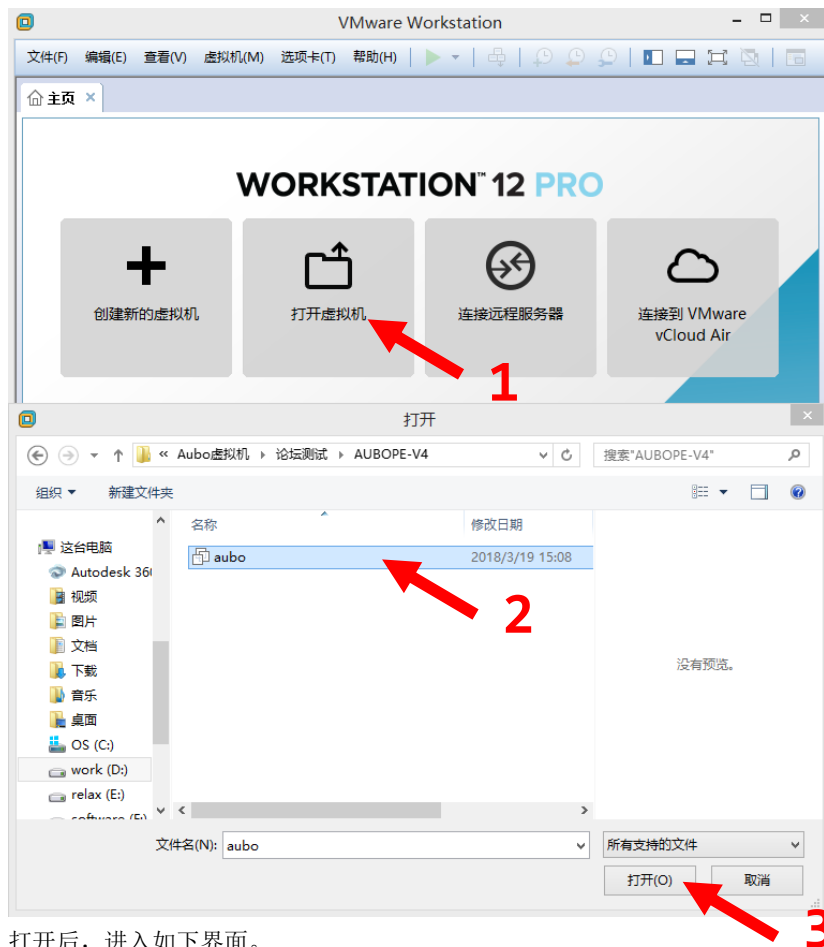 VMware Workstation
文件(F) 编辑(E) 查看(V) 虚拟机(M) 选项卡(T) 帮助(H)
主页
WORKSTATION™ 12 PRO
创建新的虚拟机 打开虚拟机 连接远程服务器 连接到 VMware
vCloud Air
1
打开
« Aubo虚拟机 论坛测试 AUBOPE-V4 搜索"AUBOPE-V4"
组织 新建文件夹
名称 修改日期
这台电脑
aubo 2018/3/19 15:08
Autodesk 36
视频
图片
2
文档
下载
没有预览。
音乐
桌面
OS (C:)
work (D:)
relax (E:)
software (F:)
文件名(N): aubo 所有支持的文件
打开(O) 取消
3
打开后，进入如下界面。